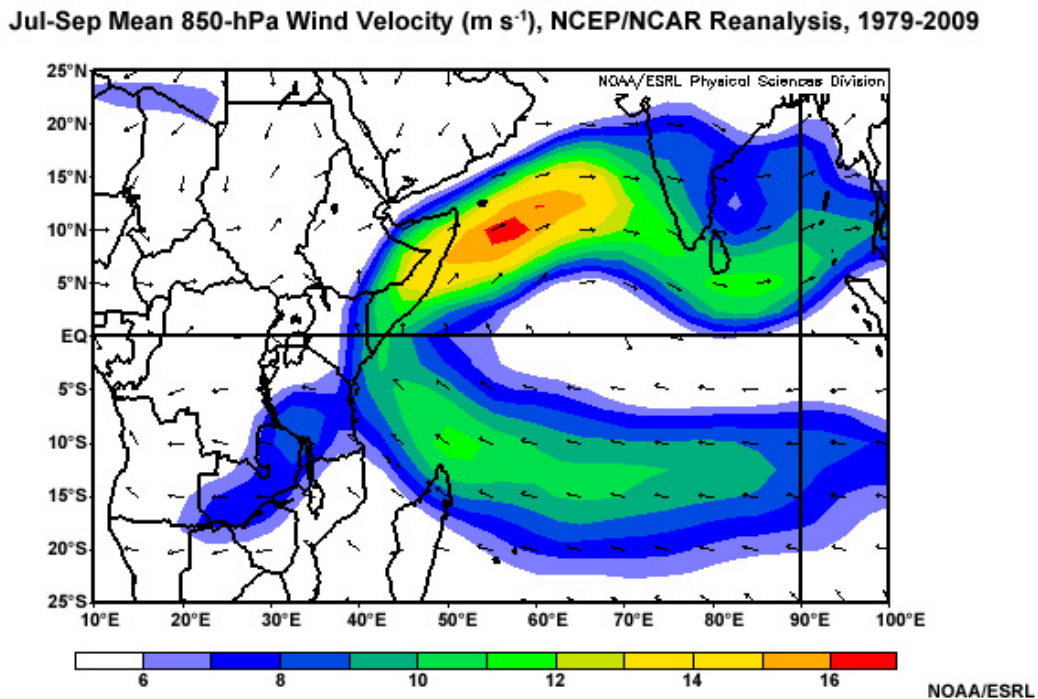 Jul-Sep Mean 850-hPa Wind Velocity (m s⁻¹), NCEP/NCAR Reanalysis, 1979-2009
NOAA/ESRL Physical Sciences Division
25°N
20°N
15°N
10°N
5°N
EQ
5°S
10°S
15°S
20°S
25°S
10°E 20°E 30°E 40°E 50°E 60°E 70°E 80°E 90°E 100°E
6 8 10 12 14 16
NOAA/ESRL